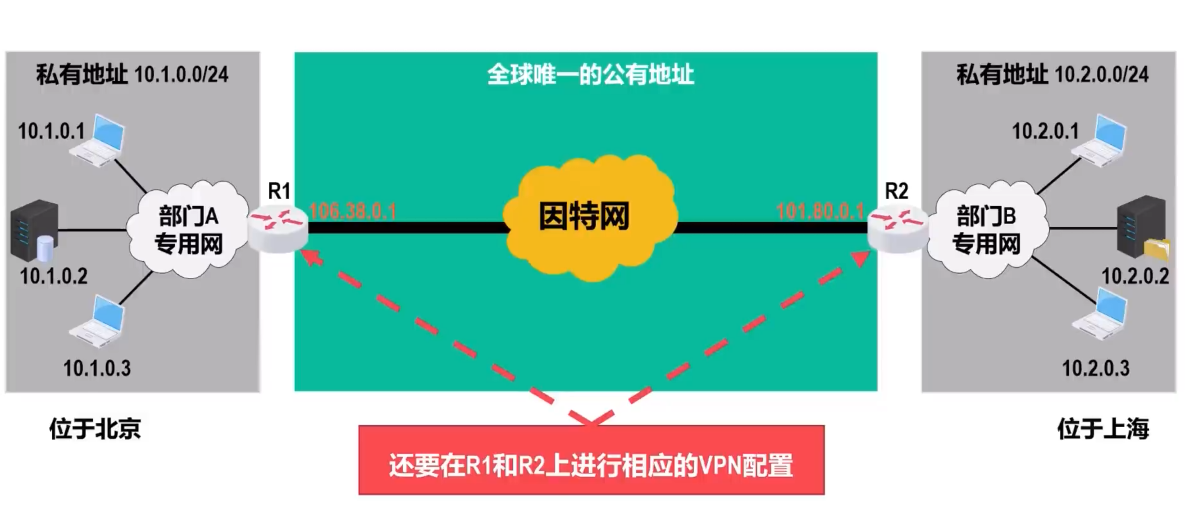 私有地址 10.1.0.0/24
10.1.0.1
部门A
专用网
10.1.0.2
10.1.0.3
位于北京
R1
106.38.0.1
全球唯一的公有地址
因特网
101.80.0.1
R2
私有地址 10.2.0.0/24
10.2.0.1
部门B
专用网
10.2.0.2
10.2.0.3
位于上海
还要在R1和R2上进行相应的VPN配置